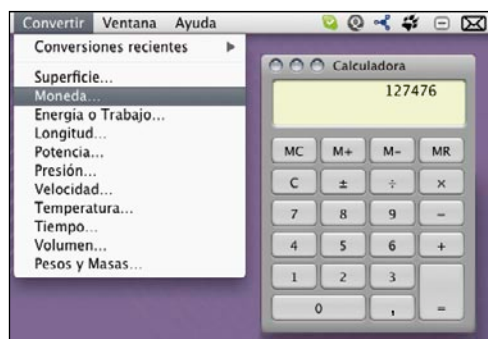 Convertir Ventana Ayuda
Conversiones recientes
Superficie...
Moneda...
Energía o Trabajo...
Longitud...
Potencia...
Presión...
Velocidad...
Temperatura...
Tiempo...
Volumen...
Pesos y Masas...
Calculadora
127476
MC M+ M- MR
C ± ÷ ×
7 8 9 −
4 5 6 +
1 2 3
0 , =